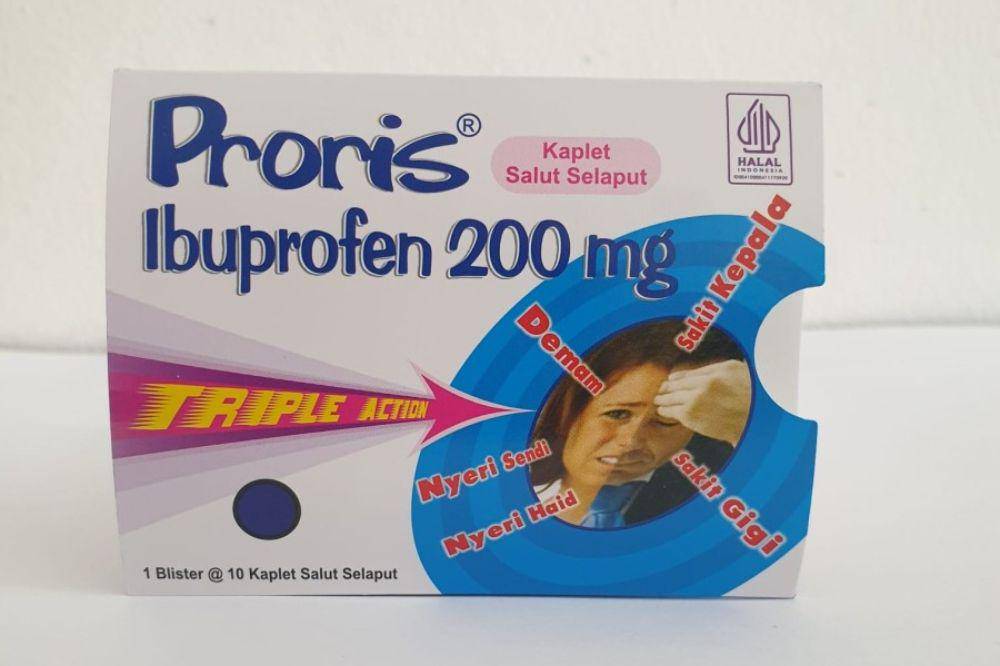 Proris®
Kaplet
Salut Selaput
HALAL
INDONESIA
Ibuprofen 200 mg
Sakit Kepala
Demam
TRIPLE ACTION
Nyeri Sendi
Sakit Gigi
Nyeri Haid
1 Blister @ 10 Kaplet Salut Selaput